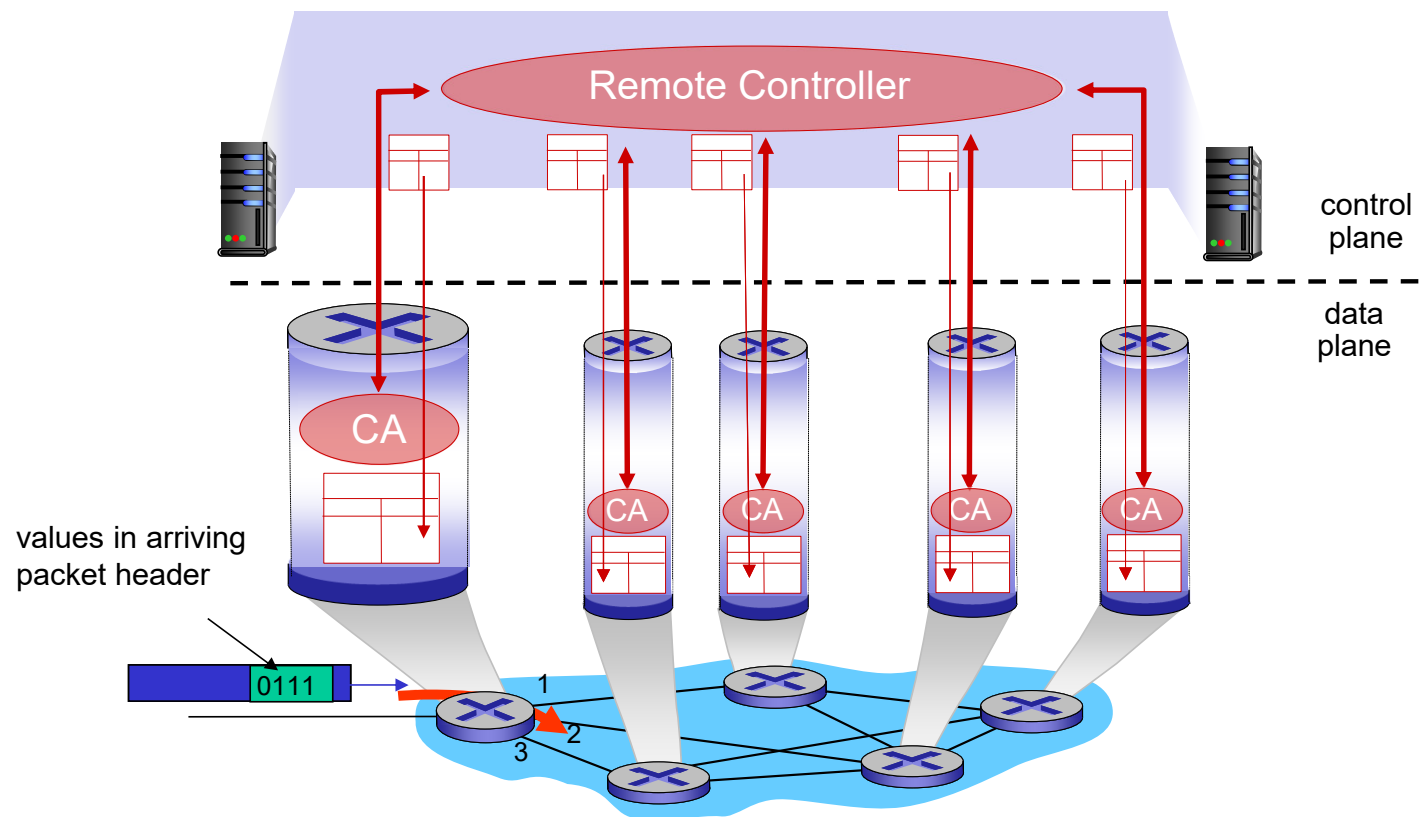 Remote Controller
control
plane
data
plane
CA
CA
CA
CA
CA
values in arriving
packet header
0111
1
2
3